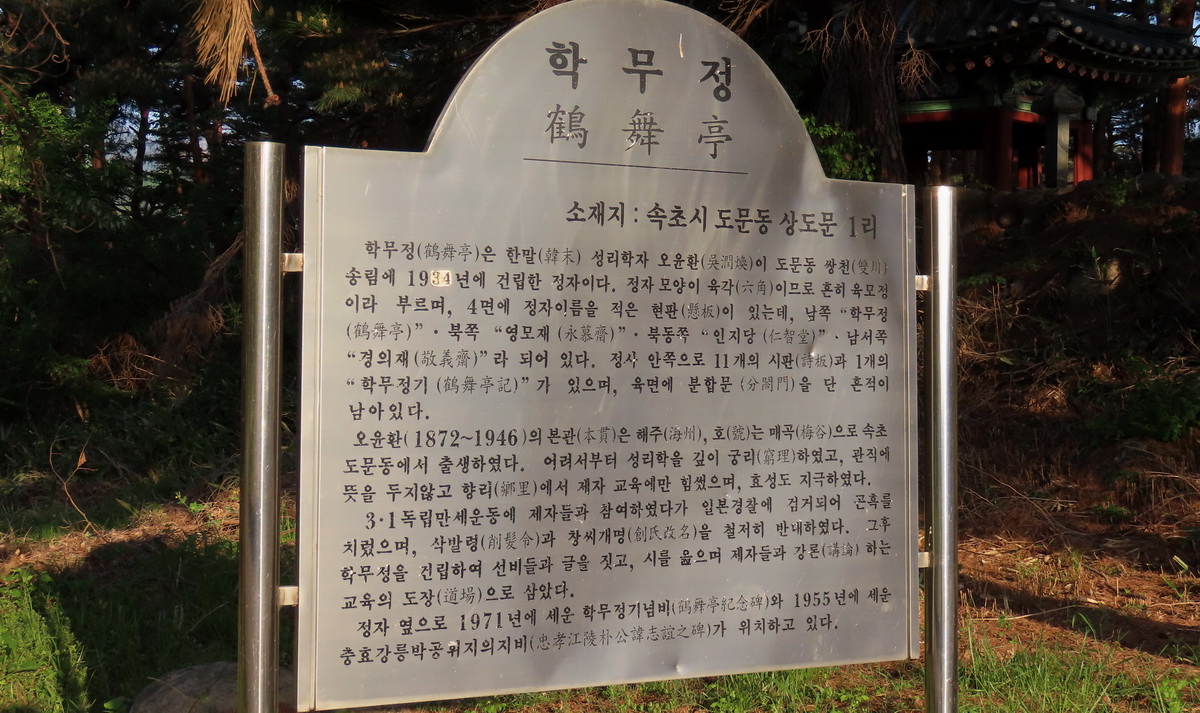 학무정
鶴舞亭
소재지 : 속초시 도문동 상도문 1리
학무정(鶴舞亭)은 한말(韓末) 성리학자 오윤환(吳潤煥)이 도문동 쌍천(雙川)
송림에 1934년에 건립한 정자이다. 정자 모양이 육각(六角)이므로 흔히 육모정
이라 부르며, 4면에 정자이름을 적은 현판(懸板)이 있는데, 남쪽 “학무정
(鶴舞亭)”·북쪽 “영모재 (永慕齋)”·북동쪽 “인지당 (仁智堂)”·남서쪽
“경의재 (敬義齋)”라 되어 있다. 정사 안쪽으로 11개의 시판(詩板)과 1개의
“학무정기 (鶴舞亭記)”가 있으며, 육면에 분합문 (分閤門)을 단 흔적이
남아있다.
오윤환(1872~1946)의 본관(本貫)은 해주(海州), 호(號)는 매곡(梅谷)으로 속초
도문동에서 출생하였다. 어려서부터 성리학을 깊이 궁리(窮理)하였고, 관직에
뜻을 두지않고 향리(鄕里)에서 제자 교육에만 힘썼으며, 효성도 지극하였다.
3·1독립만세운동에 제자들과 참여하였다가 일본경찰에 검거되어 곤혹을
치렀으며, 삭발령(削髮令)과 창씨개명(創氏改名)을 철저히 반대하였다. 그후
학무정을 건립하여 선비들과 글을 짓고, 시를 읊으며 제자들과 강론(講論) 하는
교육의 도장(道場)으로 삼았다.
정자 옆으로 1971년에 세운 학무정기념비(鶴舞亭紀念碑)와 1955년에 세운
충효강릉박공위지의지비(忠孝江陵朴公諱志誼之碑)가 위치하고 있다.